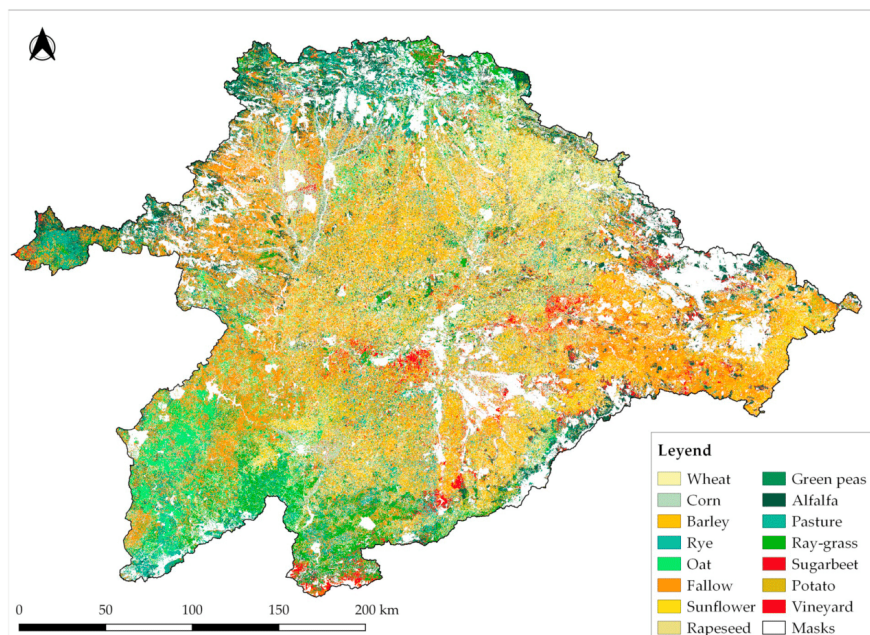 Leyend
Wheat Green peas
Corn Alfalfa
Barley Pasture
Rye Ray-grass
Oat Sugarbeet
Fallow Potato
Sunflower Vineyard
Rapeseed Masks
0 50 100 150 200 km